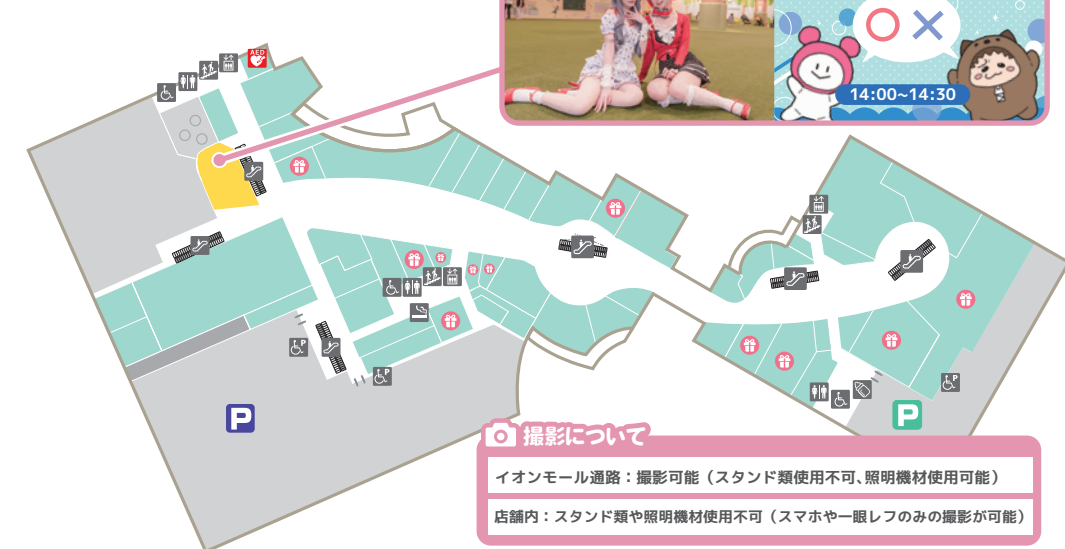 14:00~14:30
AED
P
P
P
P
P
撮影について
イオンモール通路：撮影可能（スタンド類使用不可、照明機材使用可能）
店舗内：スタンド類や照明機材使用不可（スマホや一眼レフのみの撮影が可能）